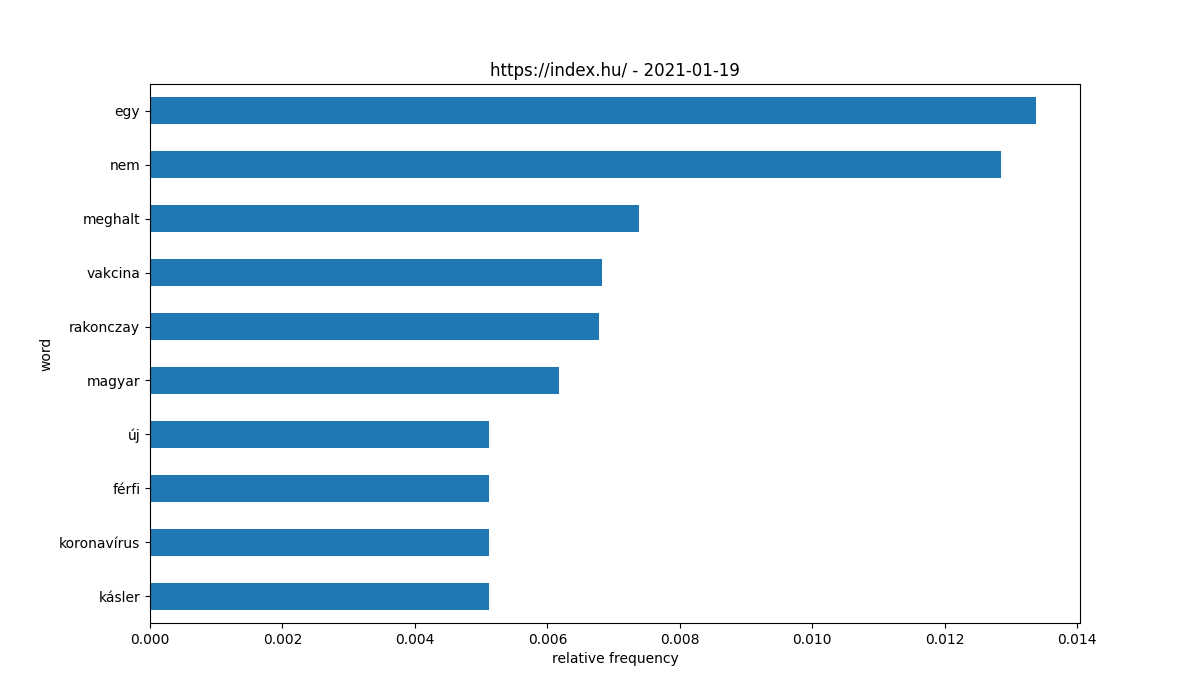 https://index.hu/ - 2021-01-19
egy
nem
meghalt
vakcina
rakonczay
magyar
új
férfi
koronavírus
kásler
word
0.000 0.002 0.004 0.006 0.008 0.010 0.012 0.014
relative frequency